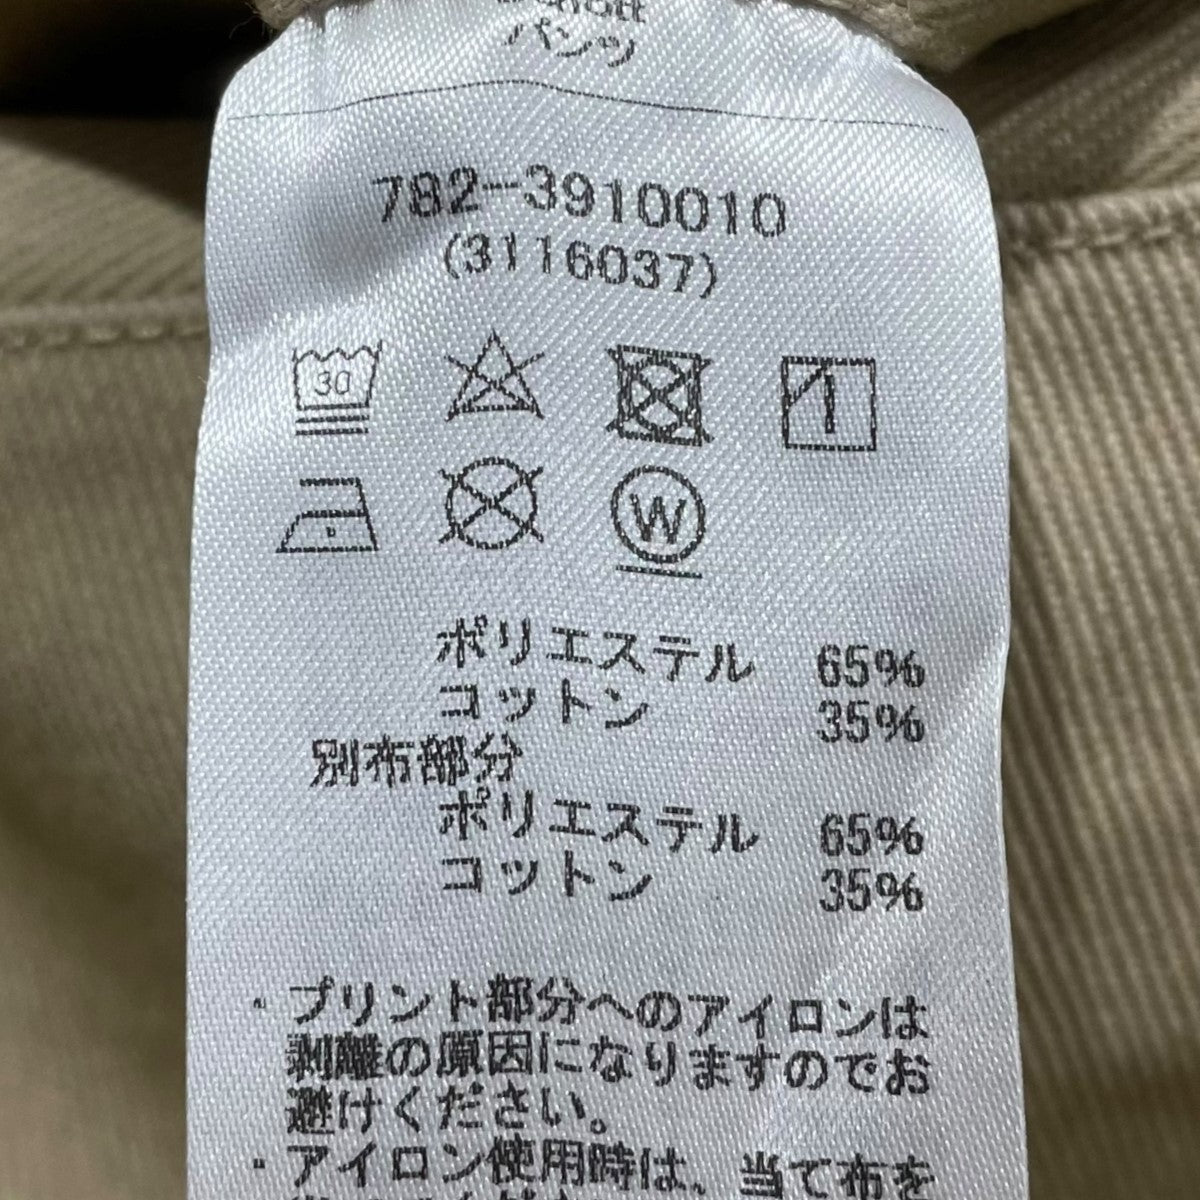 パンツ
782-3910010
(3116037)
30
W
ポリエステル 65%
コットン 35%
別布部分
ポリエステル 65%
コットン 35%
・プリント部分へのアイロンは
剥離の原因になりますのでお
避けください。
・アイロン使用時は、当て布を